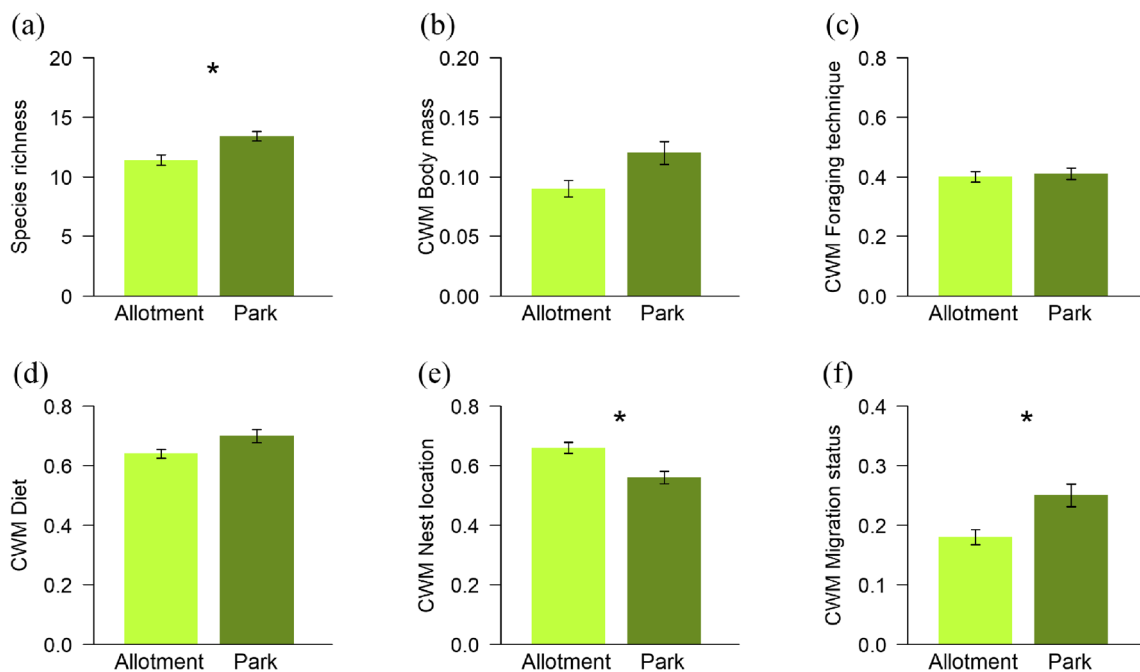 (a)
Species richness
20
15
10
5
0
*
Allotment Park
(b)
CWM Body mass
0.20
0.15
0.10
0.05
0.00
Allotment Park
(c)
CWM Foraging technique
0.8
0.6
0.4
0.2
0.0
Allotment Park
(d)
CWM Diet
0.8
0.6
0.4
0.2
0.0
Allotment Park
(e)
CWM Nest location
0.8
0.6
0.4
0.2
0.0
*
Allotment Park
(f)
CWM Migration status
0.4
0.3
0.2
0.1
0.0
*
Allotment Park